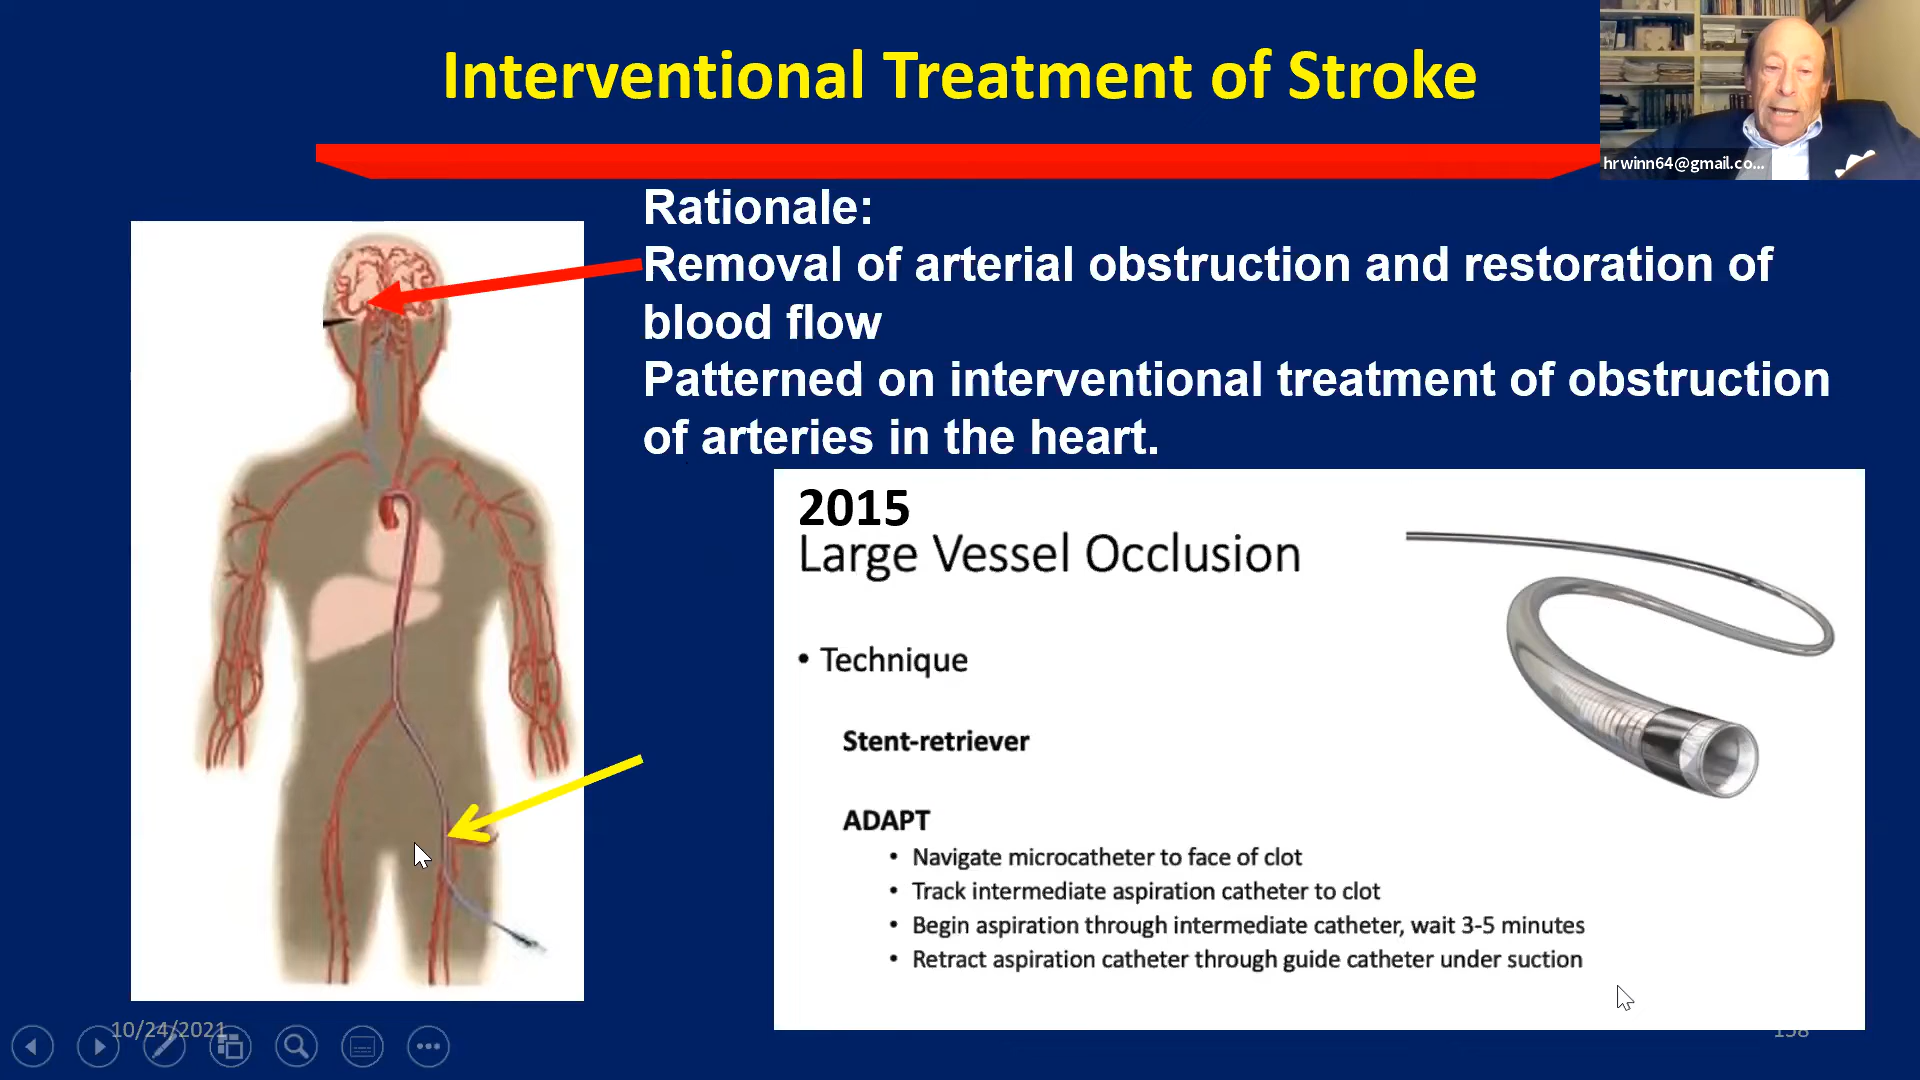 Interventional Treatment of Stroke
hrwinn64@gmail.co...
Rationale:
Removal of arterial obstruction and restoration of
blood flow
Patterned on interventional treatment of obstruction
of arteries in the heart.
2015
Large Vessel Occlusion
• Technique
Stent-retriever
ADAPT
• Navigate microcatheter to face of clot
• Track intermediate aspiration catheter to clot
• Begin aspiration through intermediate catheter, wait 3-5 minutes
• Retract aspiration catheter through guide catheter under suction
10/24/2021
158